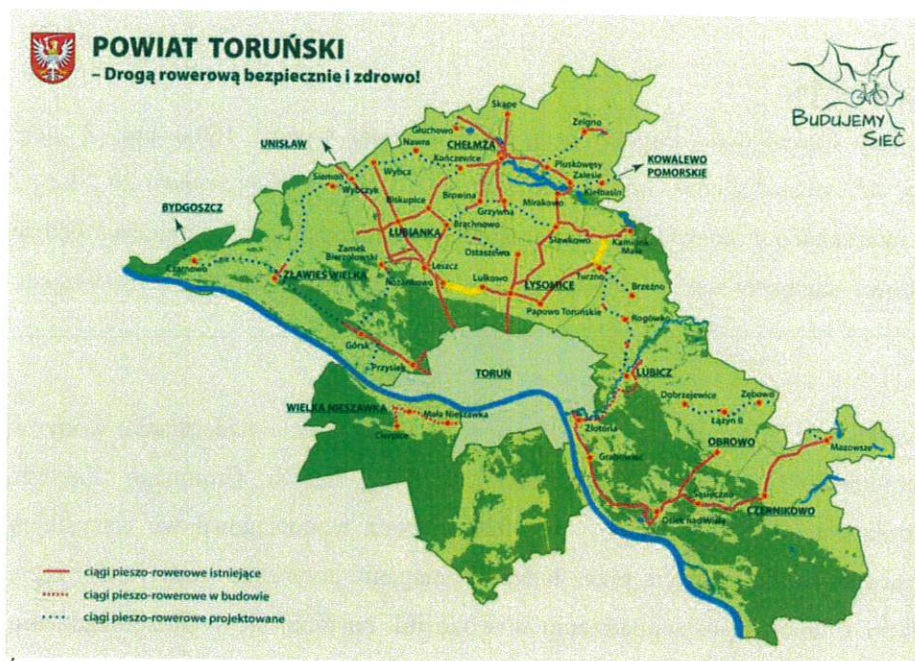 POWIAT TORUŃSKI
– Drogą rowerową bezpiecznie i zdrowo!
BUDUJEMY
SIEĆ
Skąpe
Głuchowo
Zelgno
Nawra
CHEŁMŻA
UNISŁAW
Kończewice
Pluskowęsy
KOWALEWO
POMORSKIE
Wybcz
Zalesie
Siemoń
Kiełbasin
Wybczyk
Biskupice
Browina
Mirakowo
BYDGOSZCZ
Grzywna
ŁUBIANKA
Brąchnowo
Sławkowo
Kamionki
Małe
Zamek
Bierzgłowski
Ostaszewo
Czarnowo
Leszcz
ZŁAWIEŚ WIELKA
Turzno
Różankowo
Lulkowo
ŁYSOMICE
Brzeźno
Papowo Toruńskie
Rogówko
Górsk
Przysiek
TORUŃ
LUBICZ
Dobrzejewice
Zębowo
WIELKA NIESZAWKA
Mała Nieszawka
Łążyn II
Cierpice
Złotoria
OBROWO
Mazowsze
Grabowiec
Osiek nad Wisłą
CZERNIKOWO
ciągi pieszo-rowerowe istniejące
ciągi pieszo-rowerowe w budowie
ciągi pieszo-rowerowe projektowane